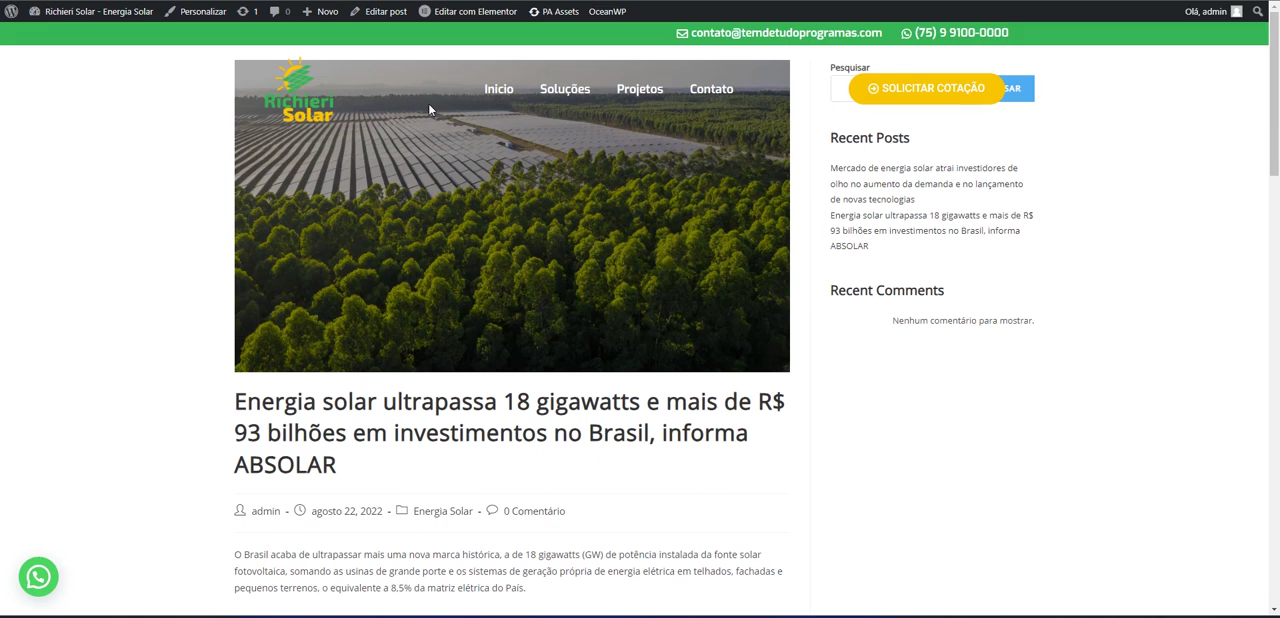 Richieri Solar - Energia Solar Personalizar 1 0 Novo Editar post Editar com Elementor PA Assets OceanWP Olá, admin
contato@temdetudoprogramas.com (75) 9 9100-0000
Richieri
Solar
Inicio Soluções Projetos Contato
Pesquisar
SOLICITAR COTAÇÃO
SAR
Recent Posts
Mercado de energia solar atrai investidores de
olho no aumento da demanda e no lançamento
de novas tecnologias
Energia solar ultrapassa 18 gigawatts e mais de R$
93 bilhões em investimentos no Brasil, informa
ABSOLAR
Recent Comments
Nenhum comentário para mostrar.
Energia solar ultrapassa 18 gigawatts e mais de R$
93 bilhões em investimentos no Brasil, informa
ABSOLAR
admin - agosto 22, 2022 - Energia Solar - 0 Comentário
O Brasil acaba de ultrapassar mais uma nova marca histórica, a de 18 gigawatts (GW) de potência instalada da fonte solar
fotovoltaica, somando as usinas de grande porte e os sistemas de geração própria de energia elétrica em telhados, fachadas e
pequenos terrenos, o equivalente a 8,5% da matriz elétrica do País.